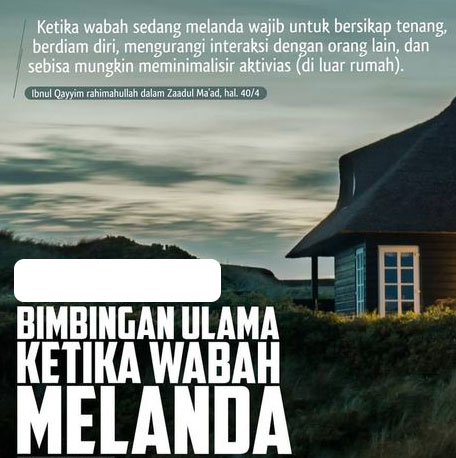 Ketika wabah sedang melanda wajib untuk bersikap tenang,
berdiam diri, mengurangi interaksi dengan orang lain, dan
sebisa mungkin meminimalisir aktivias (di luar rumah).
Ibnul Qayyim rahimahullah dalam Zaadul Ma'ad, hal. 40/4
BIMBINGAN ULAMA
KETIKA WABAH
MELANDA